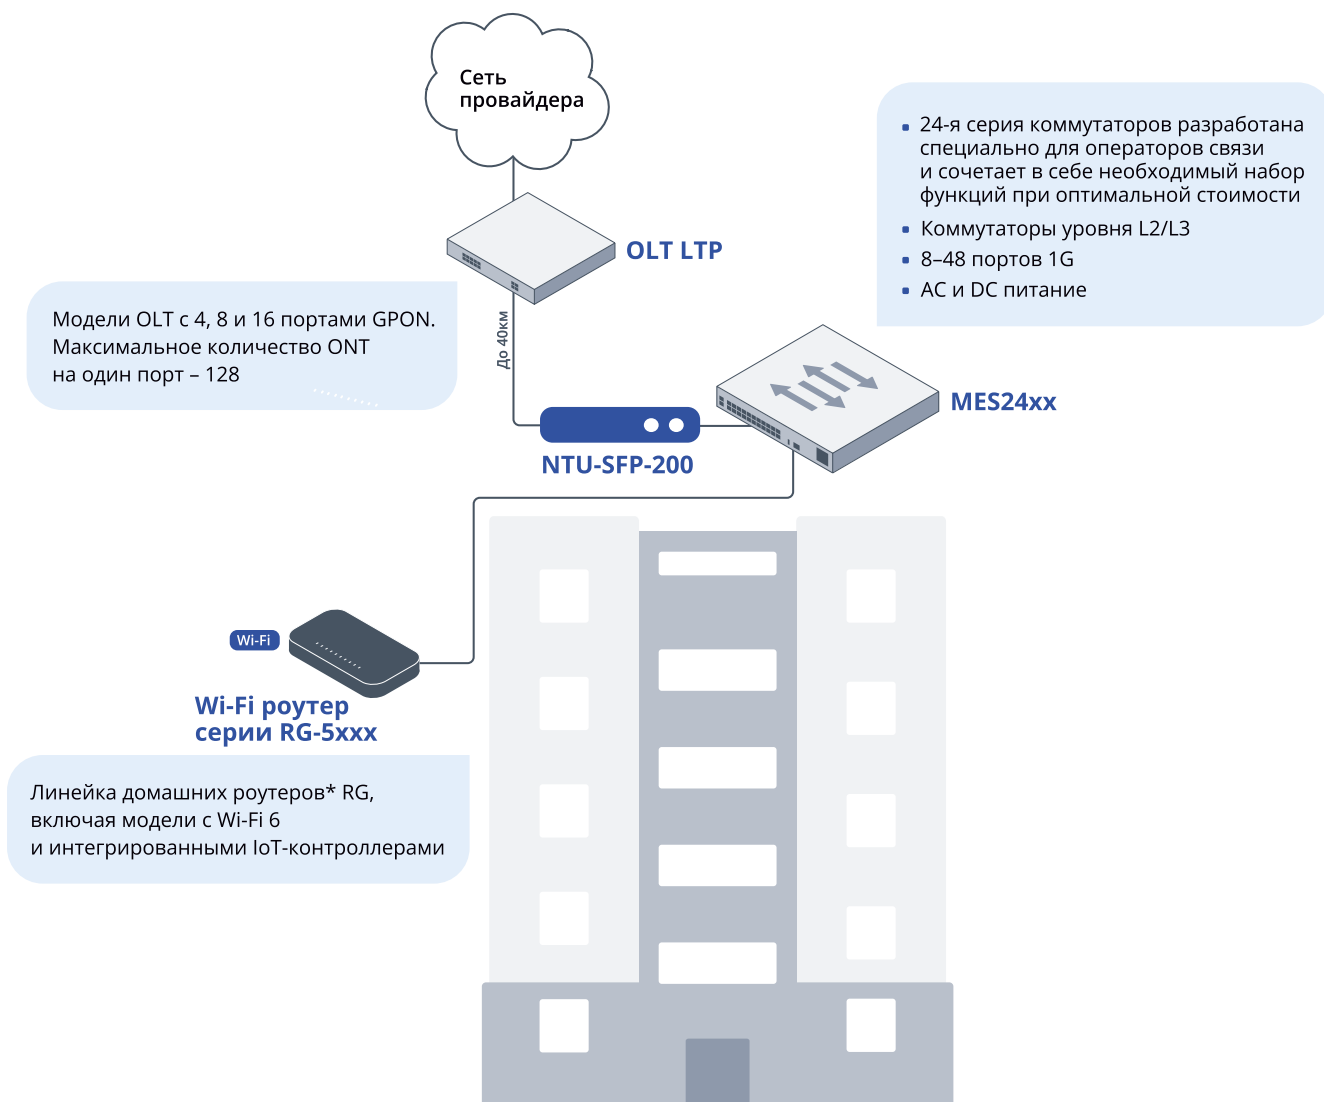 Сеть
провайдера
24-я серия коммутаторов разработана
специально для операторов связи
и сочетает в себе необходимый набор
функций при оптимальной стоимости
Коммутаторы уровня L2/L3
8–48 портов 1G
AC и DC питание
OLT LTP
Модели OLT с 4, 8 и 16 портами GPON.
Максимальное количество ONT
на один порт – 128
До 40км
MES24xx
NTU-SFP-200
Wi-Fi
Wi-Fi роутер
серии RG-5xxx
Линейка домашних роутеров* RG,
включая модели с Wi-Fi 6
и интегрированными IoT-контроллерами